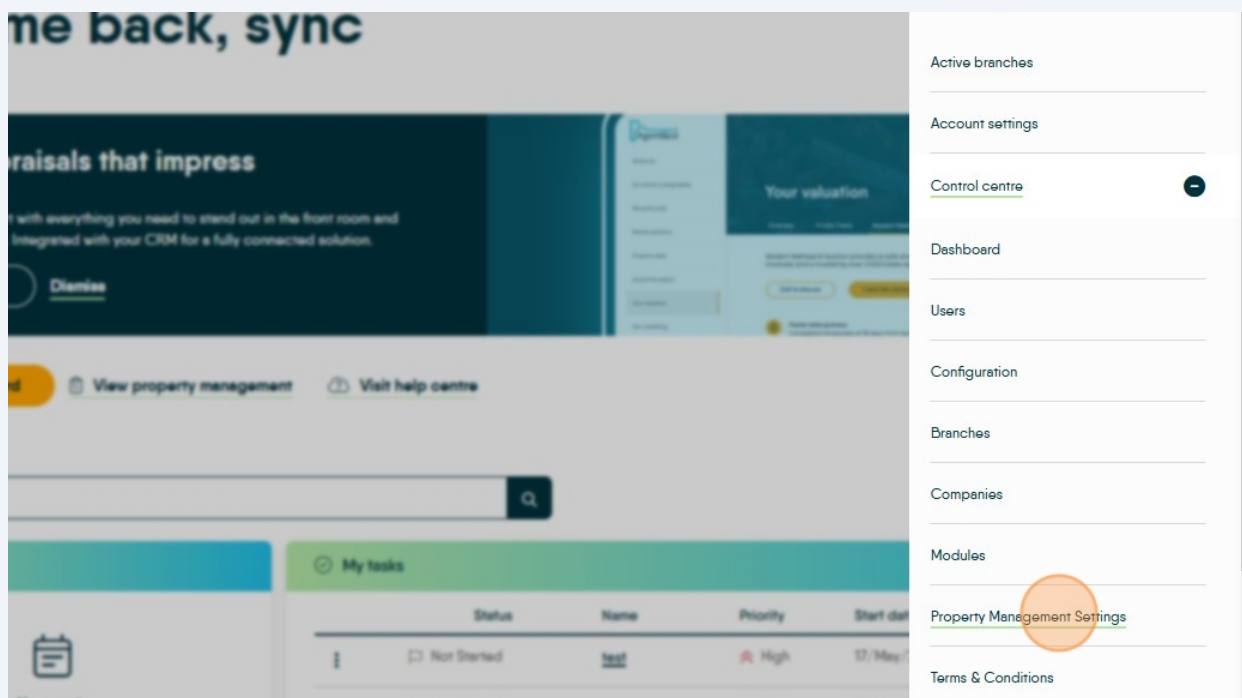 me back, sync
raisals that impress
with everything you need to stand out in the front room and
Integrated with your CRM for a fully connected solution.
Dismiss
Your valuation
View property management
Visit help centre
My tasks
Status Name Priority Start dat
Not Started test High 17/May/
Active branches
Account settings
Control centre
Dashboard
Users
Configuration
Branches
Companies
Modules
Property Management Settings
Terms & Conditions